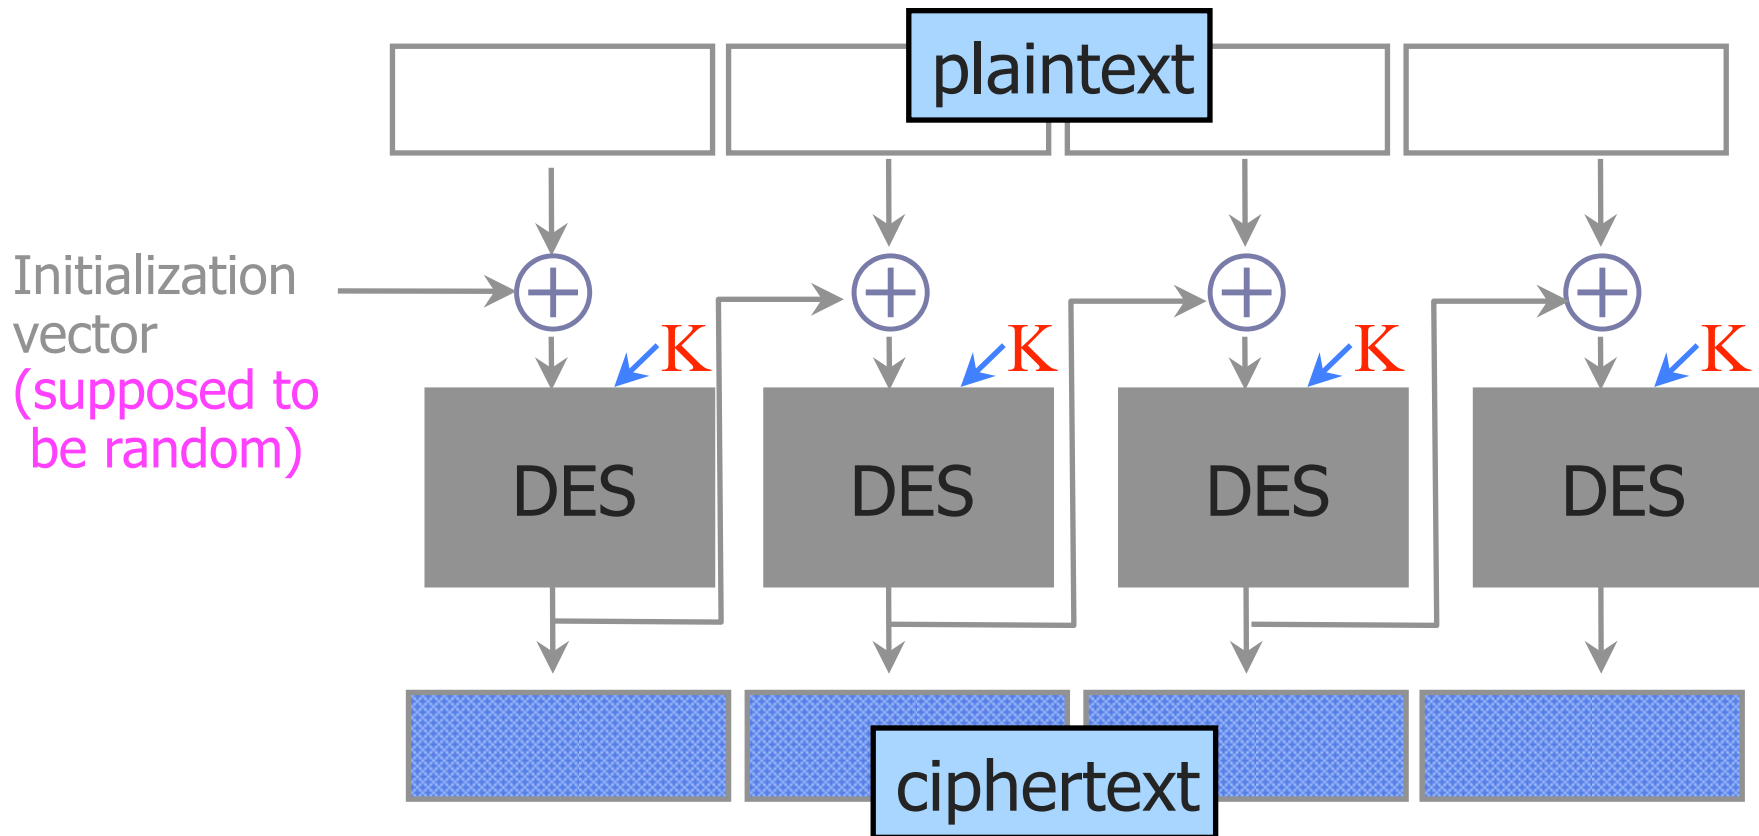 plaintext
Initialization
vector
(supposed to
be random)
K
K
K
K
DES
DES
DES
DES
ciphertext